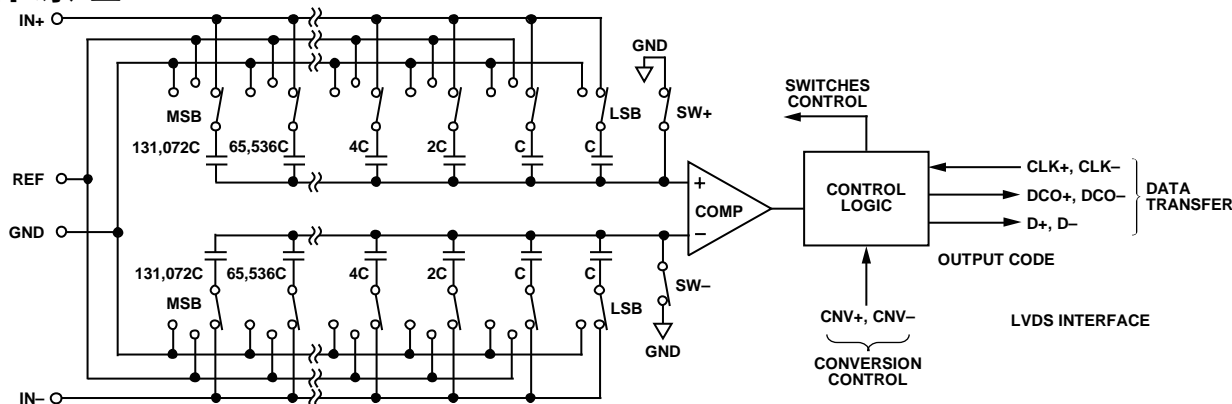 IN+
GND
SWITCHES
CONTROL
MSB
LSB
SW+
131,072C
65,536C
4C
2C
C
C
REF
GND
+
COMP
–
CONTROL
LOGIC
CLK+, CLK–
DCO+, DCO–
D+, D–
DATA
TRANSFER
OUTPUT CODE
131,072C
65,536C
4C
2C
C
C
MSB
LSB
SW–
GND
CNV+, CNV–
CONVERSION
CONTROL
LVDS INTERFACE
IN–